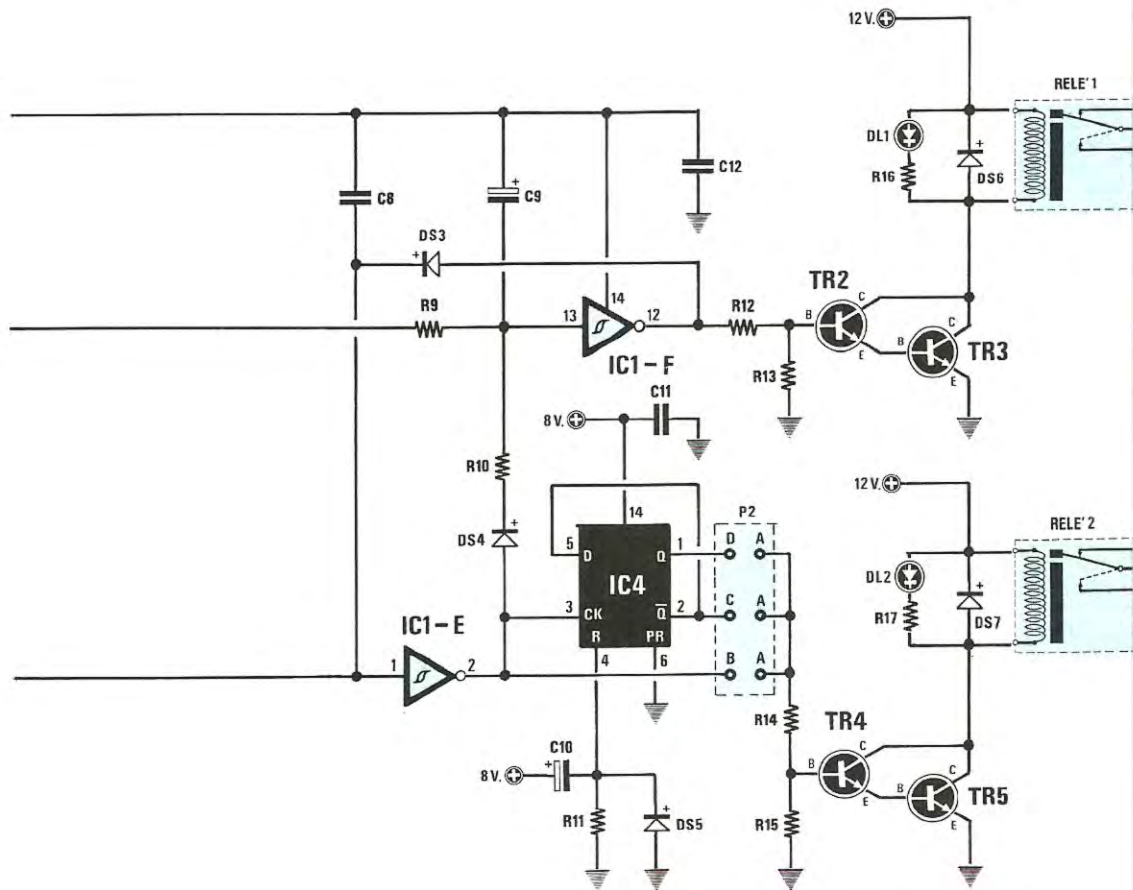 12 V.
RELE' 1
DL1
R16
DS6
C8
C9
C12
DS3
TR2
R9
13
14
12
R12
B
C
E
B
C
E
TR3
IC1-F
R13
C11
8 V.
R10
12 V.
P2
RELE' 2
14
DS4
5
D
Q
1
D
A
IC4
DL2
R17
DS7
3
CK
Q
2
C
A
IC1-E
R
PR
4
6
1
2
B
A
R14
TR4
C10
8 V.
B
C
E
B
C
E
TR5
R11
DS5
R15